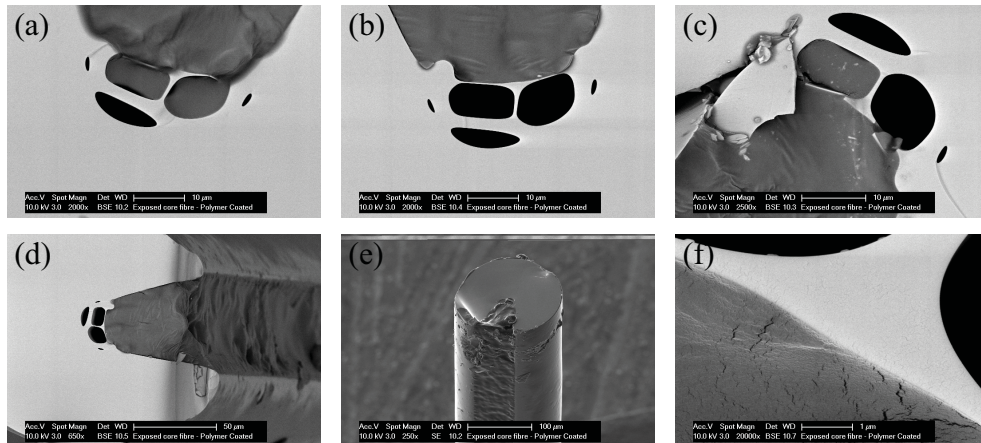 (a)
Acc.V Spot Magn Det WD 10 µm
10.0 kV 3.0 2000x BSE 10.2 Exposed core fibre - Polymer Coated
(b)
Acc.V Spot Magn Det WD 10 µm
10.0 kV 3.0 2000x BSE 10.4 Exposed core fibre - Polymer Coated
(c)
Acc.V Spot Magn Det WD 10 µm
10.0 kV 3.0 2500x BSE 10.3 Exposed core fibre - Polymer Coated
(d)
Acc.V Spot Magn Det WD 50 µm
10.0 kV 3.0 650x BSE 10.5 Exposed core fibre - Polymer Coated
(e)
Acc.V Spot Magn Det WD 100 µm
10.0 kV 3.0 250x SE 10.2 Exposed core fibre - Polymer Coated
(f)
Acc.V Spot Magn Det WD 1 µm
10.0 kV 3.0 20000x BSE 10.7 Exposed core fibre - Polymer Coated